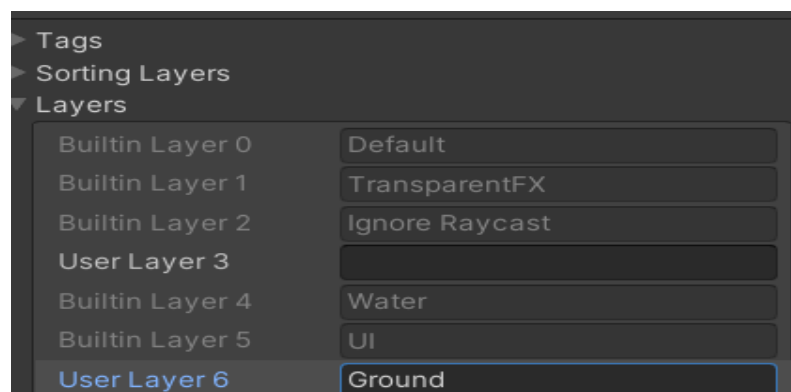 Tags
Sorting Layers
Layers
Builtin Layer 0 Default
Builtin Layer 1 TransparentFX
Builtin Layer 2 Ignore Raycast
User Layer 3
Builtin Layer 4 Water
Builtin Layer 5 UI
User Layer 6 Ground